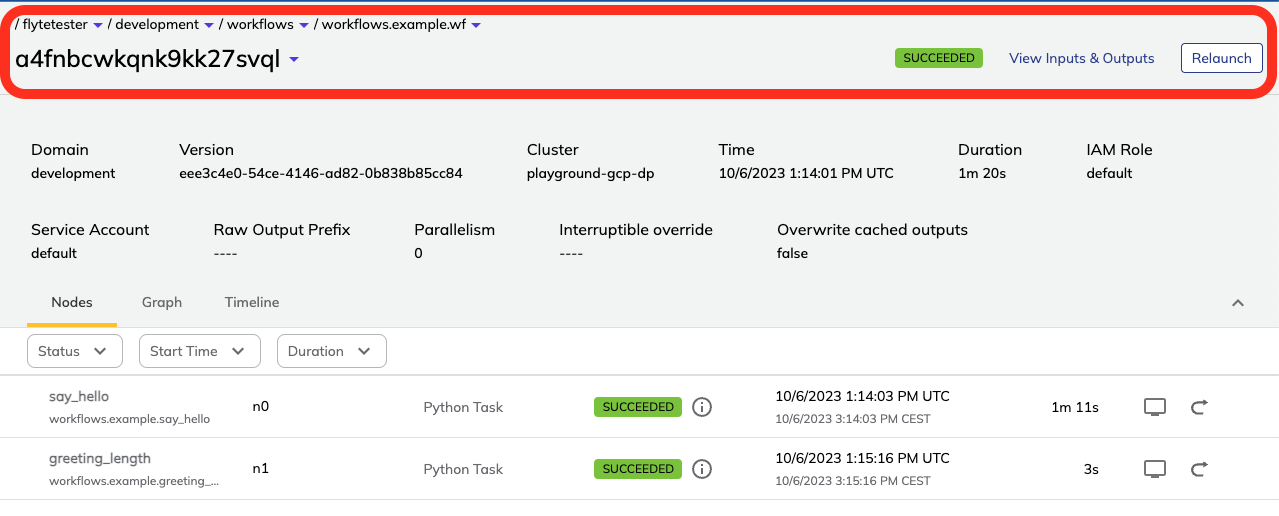 / flytetester / development / workflows / workflows.example.wf
a4fnbcwkqnk9kk27svql SUCCEEDED View Inputs & Outputs Relaunch
Domain Version Cluster Time Duration IAM Role
development eee3c4e0-54ce-4146-ad82-0b838b85cc84 playground-gcp-dp 10/6/2023 1:14:01 PM UTC 1m 20s default
Service Account Raw Output Prefix Parallelism Interruptible override Overwrite cached outputs
default ---- 0 ---- false
Nodes Graph Timeline
Status Start Time Duration
say_hello n0 Python Task SUCCEEDED 10/6/2023 1:14:03 PM UTC 1m 11s
workflows.example.say_hello 10/6/2023 3:14:03 PM CEST
greeting_length n1 Python Task SUCCEEDED 10/6/2023 1:15:16 PM UTC 3s
workflows.example.greeting_... 10/6/2023 3:15:16 PM CEST